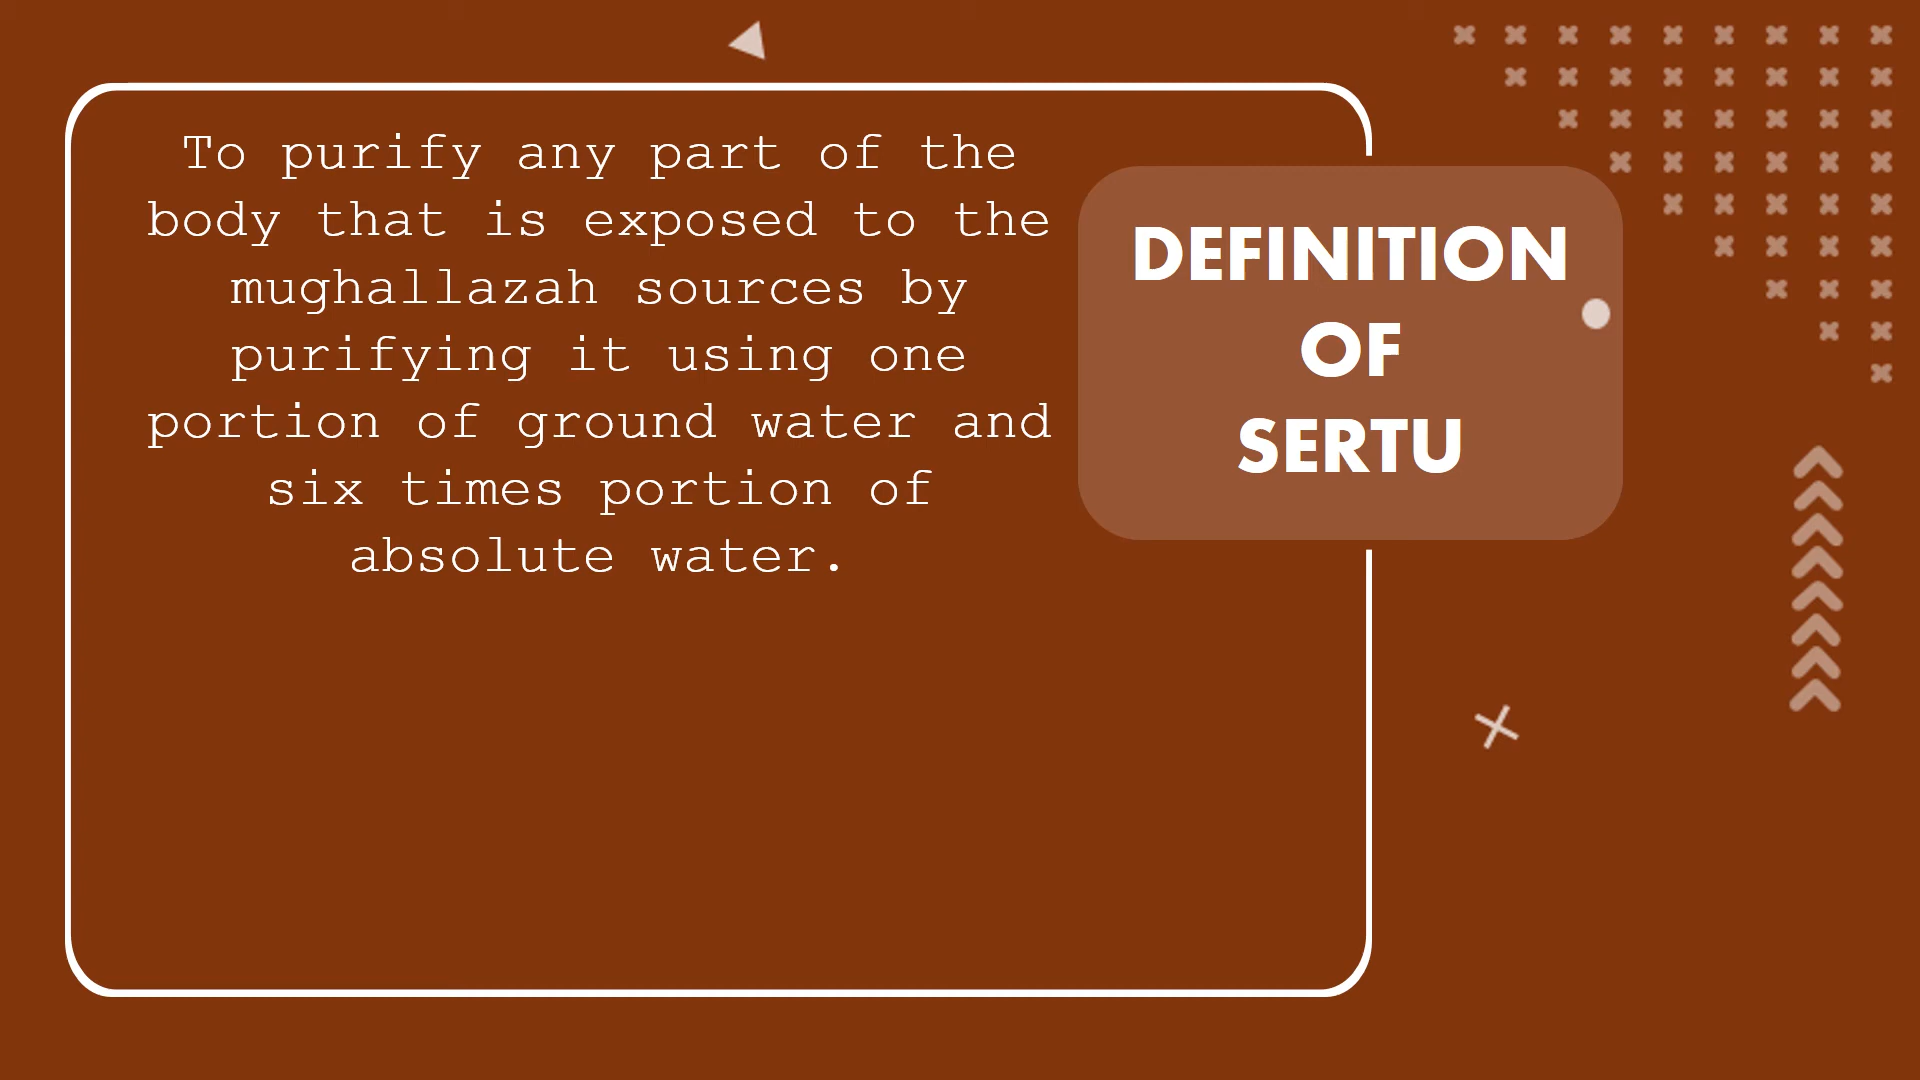 To purify any part of the
body that is exposed to the
mughallazah sources by
purifying it using one
portion of ground water and
six times portion of
absolute water.
DEFINITION
OF
SERTU